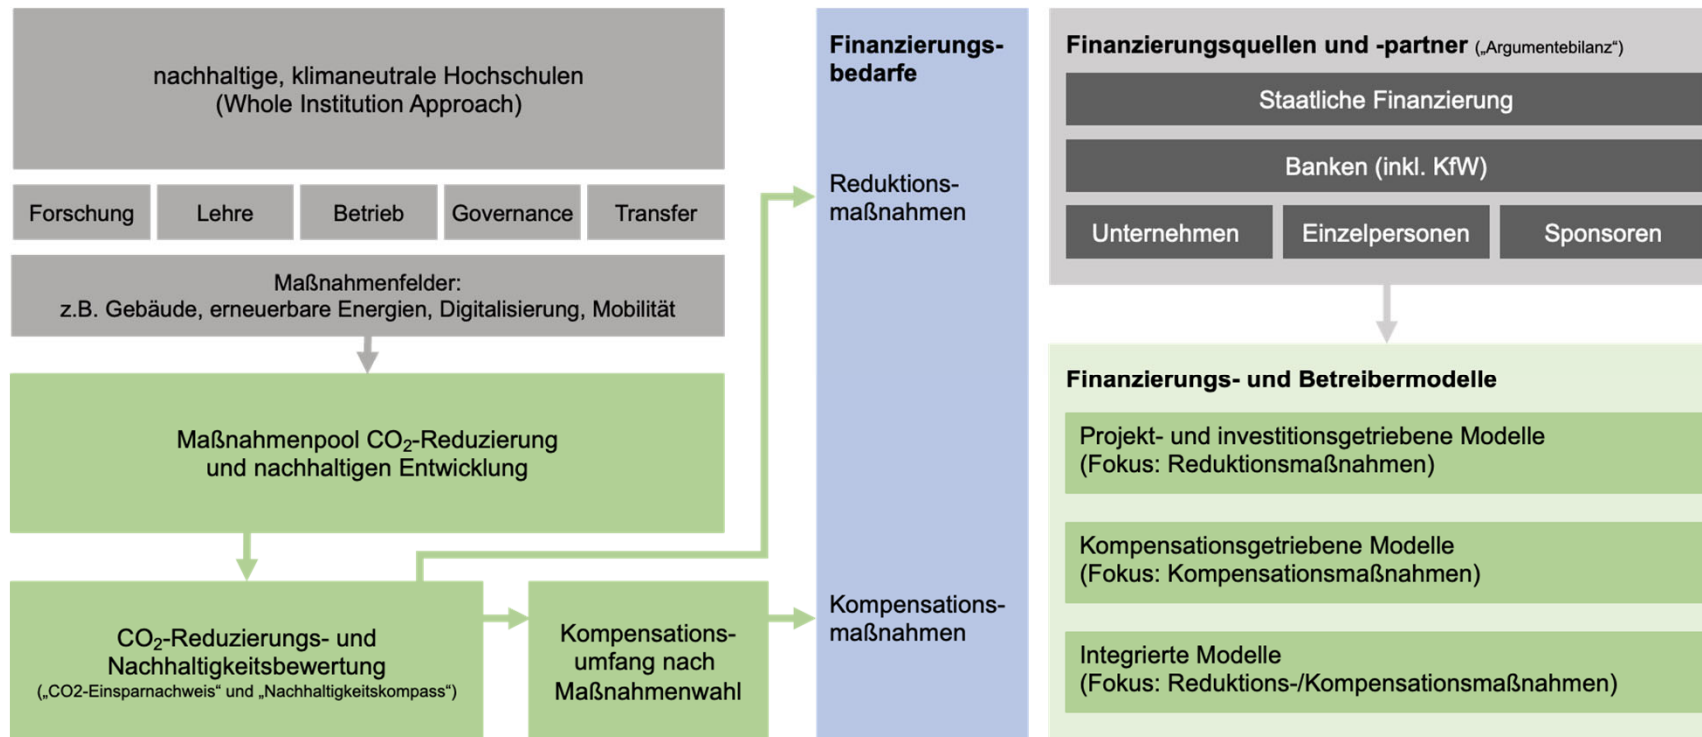 nachhaltige, klimaneutrale Hochschulen
(Whole Institution Approach)
Forschung
Lehre
Betrieb
Governance
Transfer
Maßnahmenfelder:
z.B. Gebäude, erneuerbare Energien, Digitalisierung, Mobilität
Maßnahmenpool CO₂-Reduzierung
und nachhaltigen Entwicklung
CO₂-Reduzierungs- und
Nachhaltigkeitsbewertung
(„CO2-Einsparnachweis“ und „Nachhaltigkeitskompass“)
Kompensations-
umfang nach
Maßnahmenwahl
Finanzierungs-
bedarfe
Reduktions-
maßnahmen
Kompensations-
maßnahmen
Finanzierungsquellen und -partner („Argumentebilanz“)
Staatliche Finanzierung
Banken (inkl. KfW)
Unternehmen
Einzelpersonen
Sponsoren
Finanzierungs- und Betreibermodelle
Projekt- und investitionsgetriebene Modelle
(Fokus: Reduktionsmaßnahmen)
Kompensationsgetriebene Modelle
(Fokus: Kompensationsmaßnahmen)
Integrierte Modelle
(Fokus: Reduktions-/Kompensationsmaßnahmen)